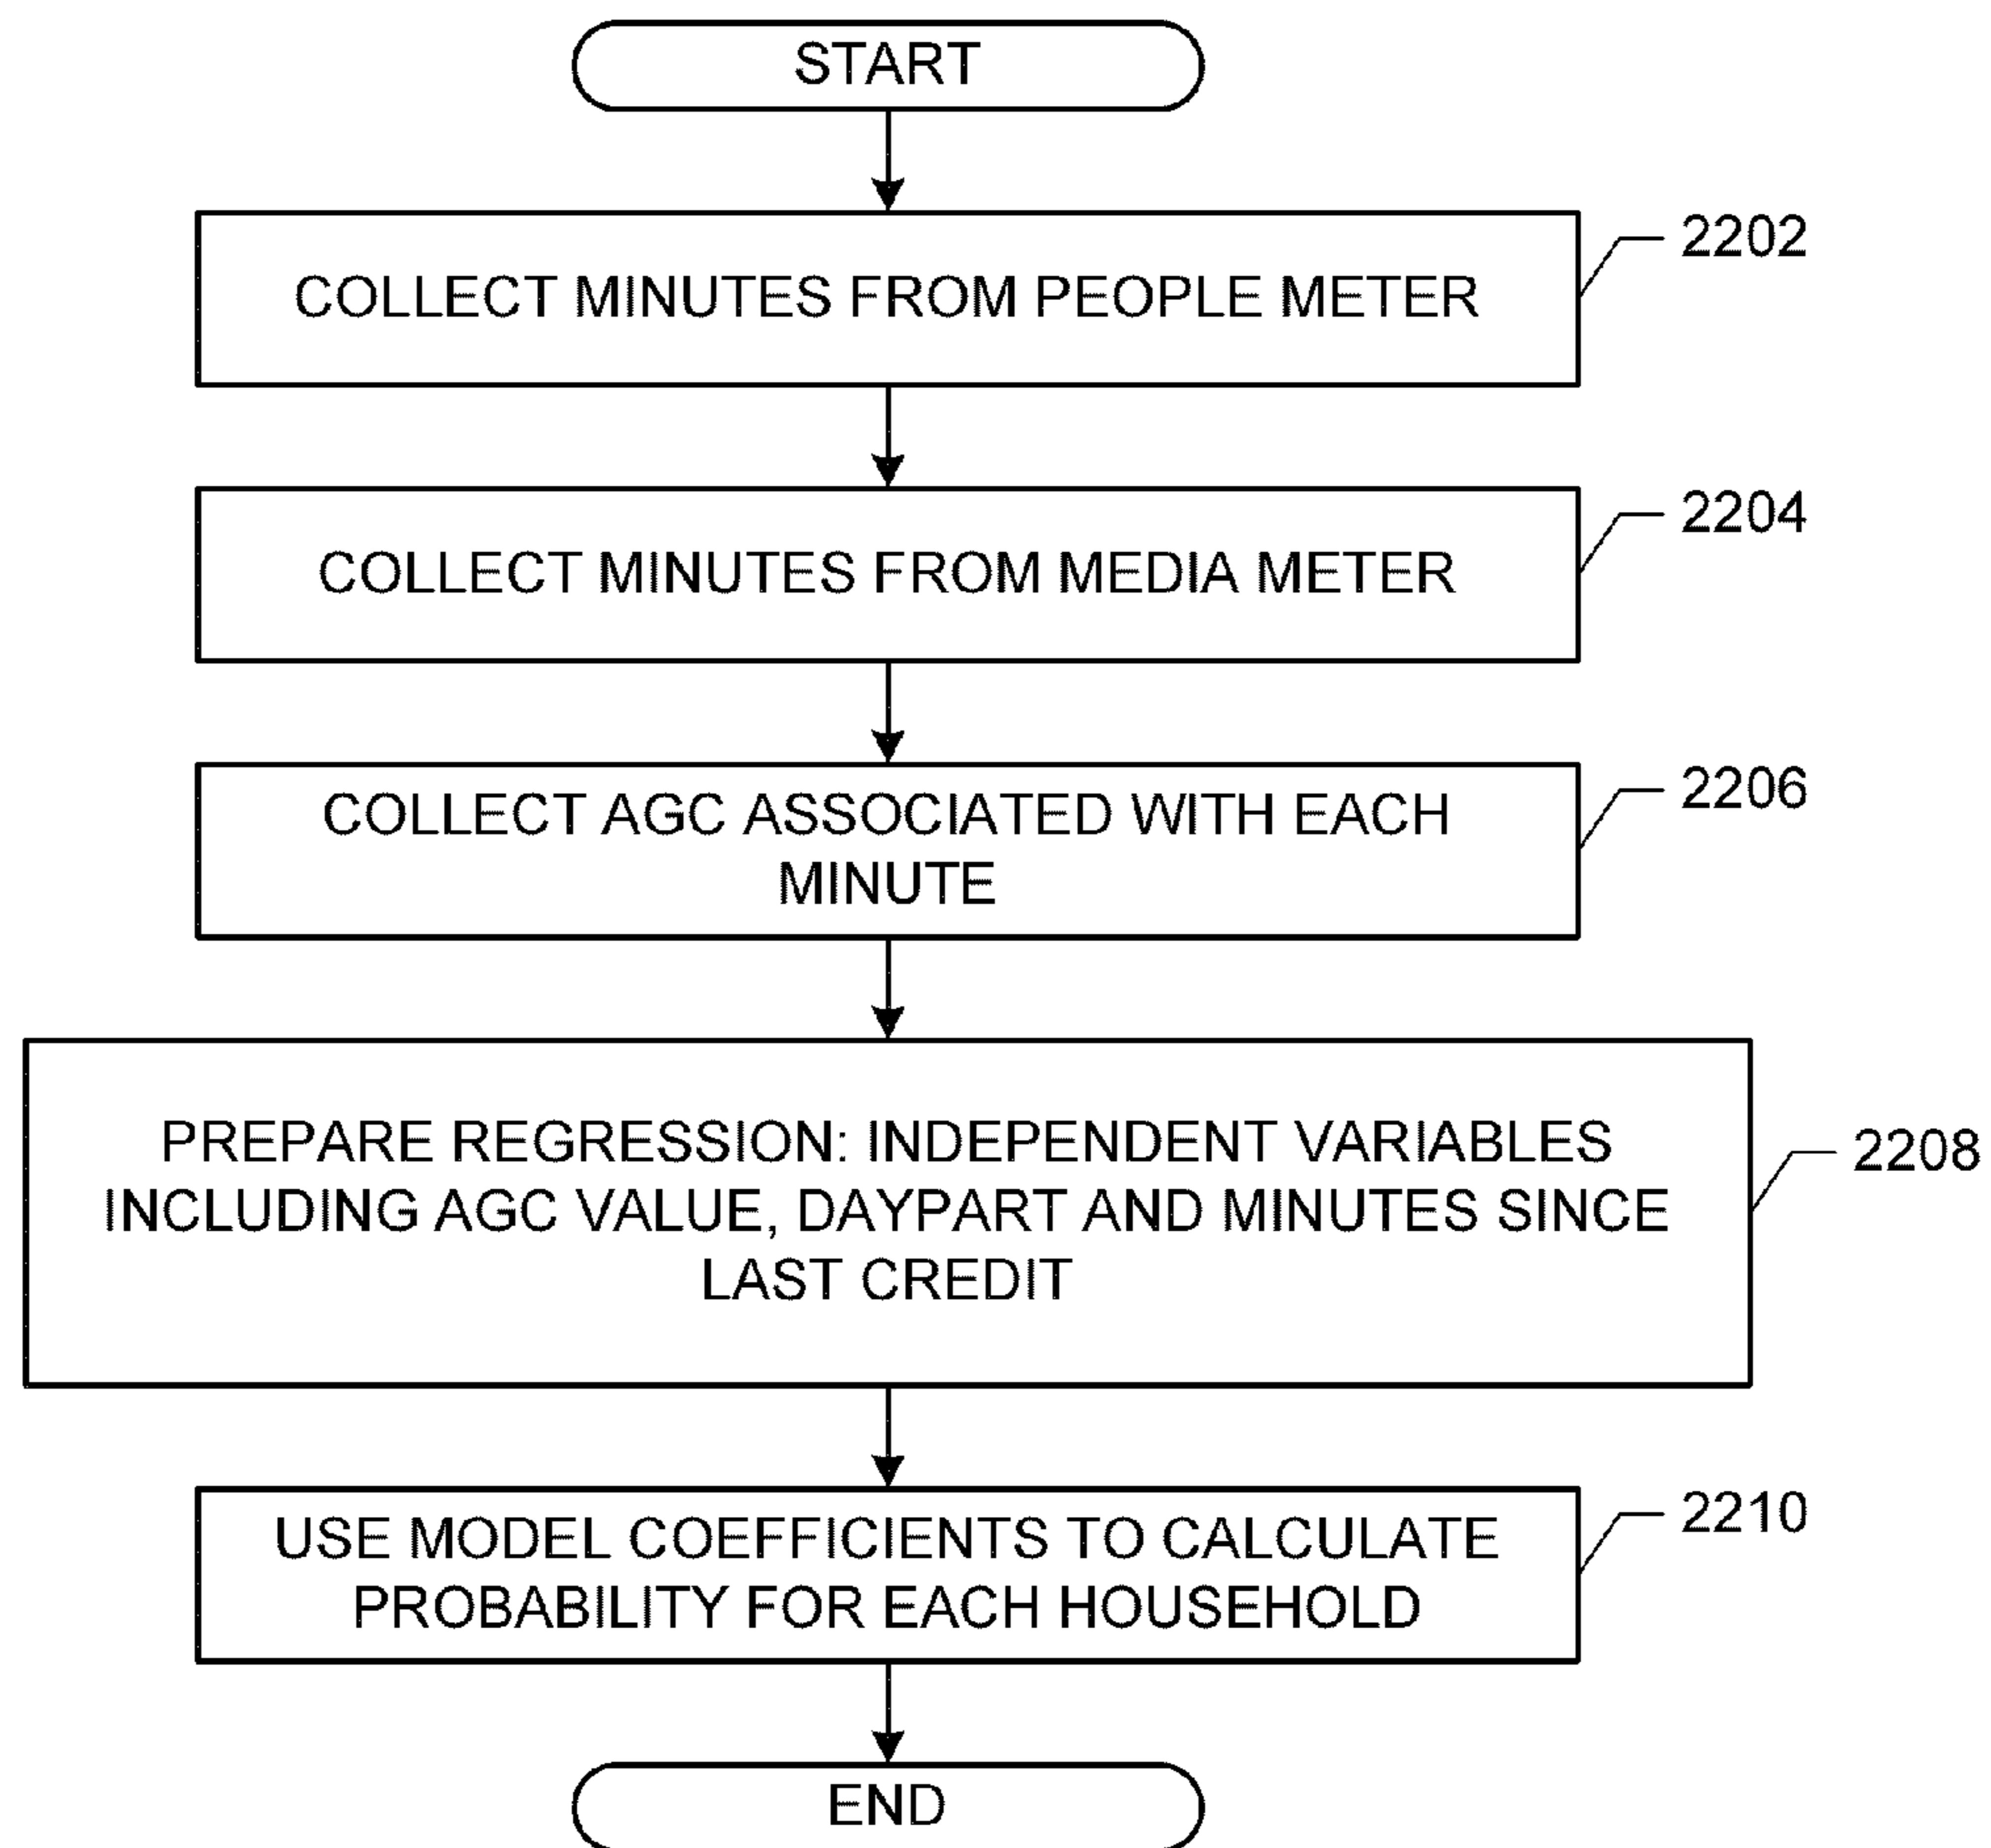 START
COLLECT MINUTES FROM PEOPLE METER
2202
COLLECT MINUTES FROM MEDIA METER
2204
COLLECT AGC ASSOCIATED WITH EACH
MINUTE
2206
PREPARE REGRESSION: INDEPENDENT VARIABLES
INCLUDING AGC VALUE, DAYPART AND MINUTES SINCE
LAST CREDIT
2208
USE MODEL COEFFICIENTS TO CALCULATE
PROBABILITY FOR EACH HOUSEHOLD
2210
END